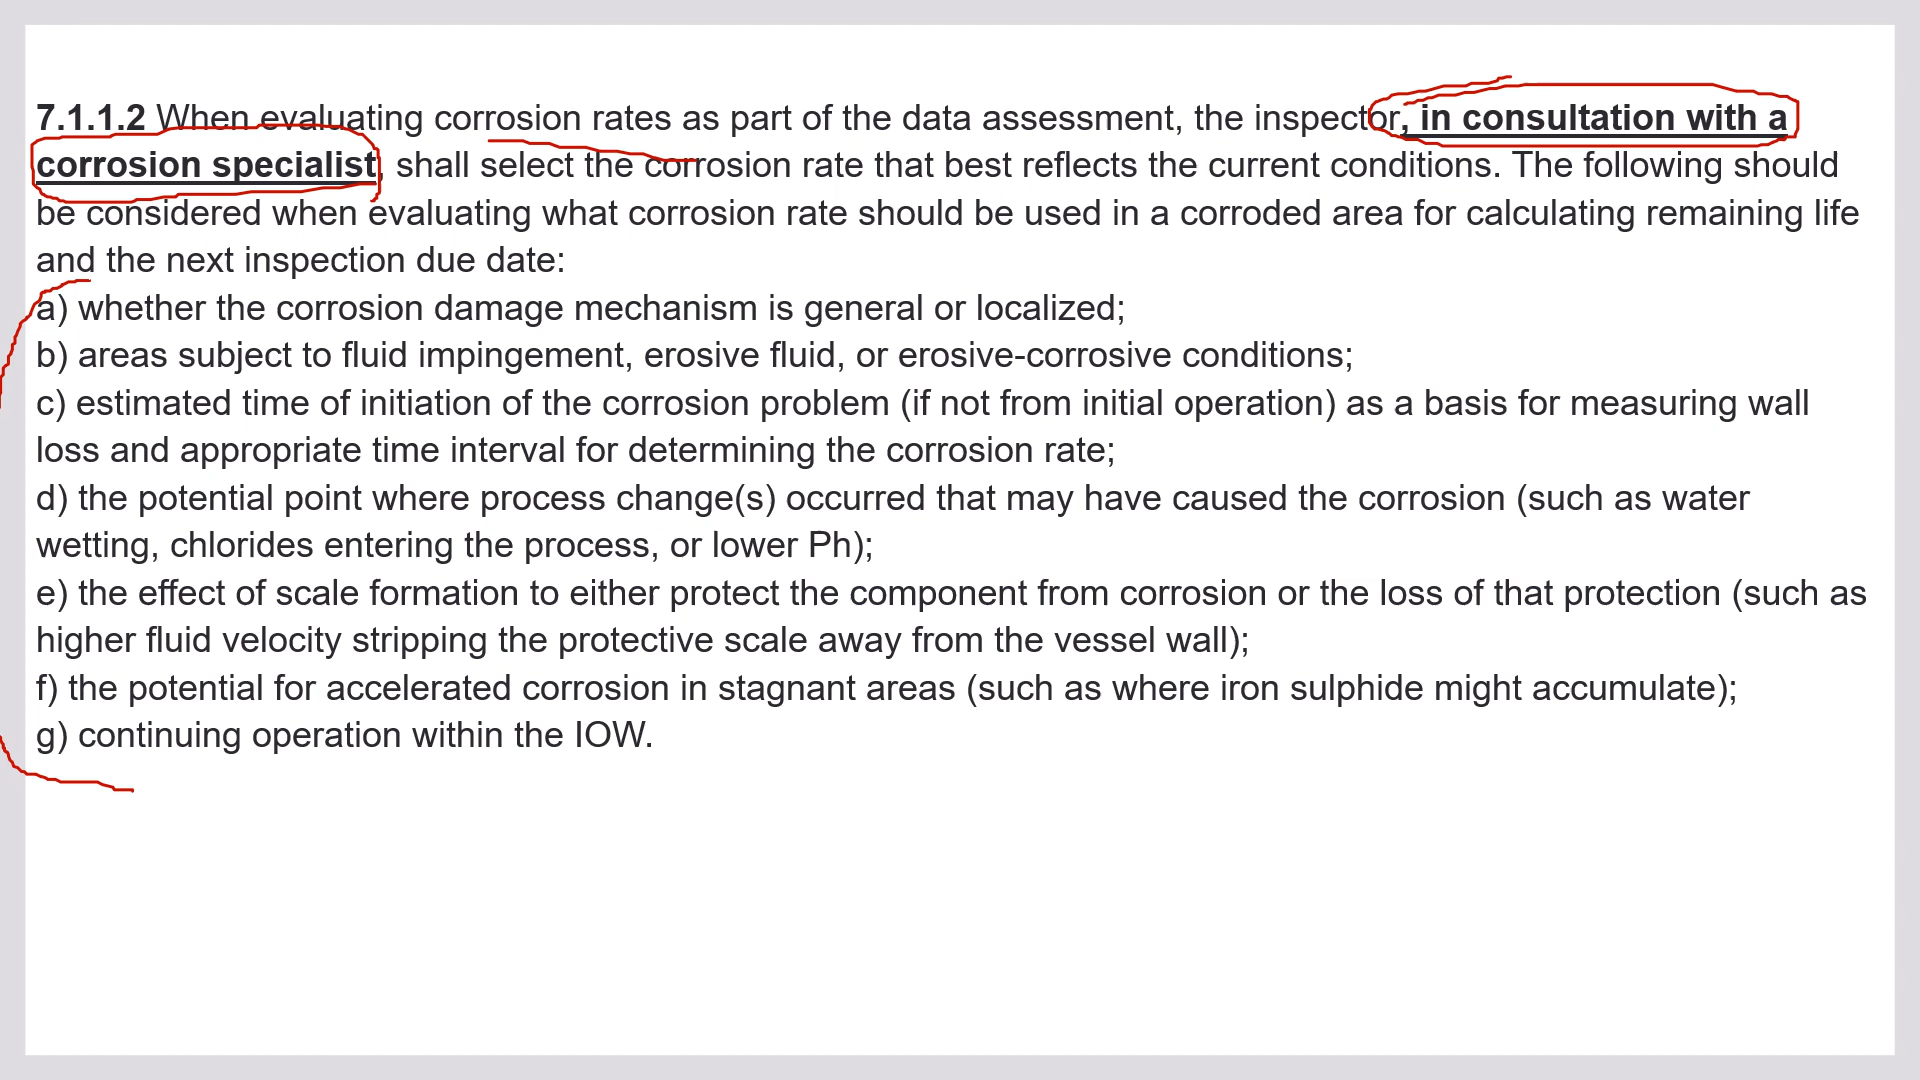 7.1.1.2 When evaluating corrosion rates as part of the data assessment, the inspector, in consultation with a
corrosion specialist, shall select the corrosion rate that best reflects the current conditions. The following should
be considered when evaluating what corrosion rate should be used in a corroded area for calculating remaining life
and the next inspection due date:
a) whether the corrosion damage mechanism is general or localized;
b) areas subject to fluid impingement, erosive fluid, or erosive-corrosive conditions;
c) estimated time of initiation of the corrosion problem (if not from initial operation) as a basis for measuring wall
loss and appropriate time interval for determining the corrosion rate;
d) the potential point where process change(s) occurred that may have caused the corrosion (such as water
wetting, chlorides entering the process, or lower Ph);
e) the effect of scale formation to either protect the component from corrosion or the loss of that protection (such as
higher fluid velocity stripping the protective scale away from the vessel wall);
f) the potential for accelerated corrosion in stagnant areas (such as where iron sulphide might accumulate);
g) continuing operation within the IOW.